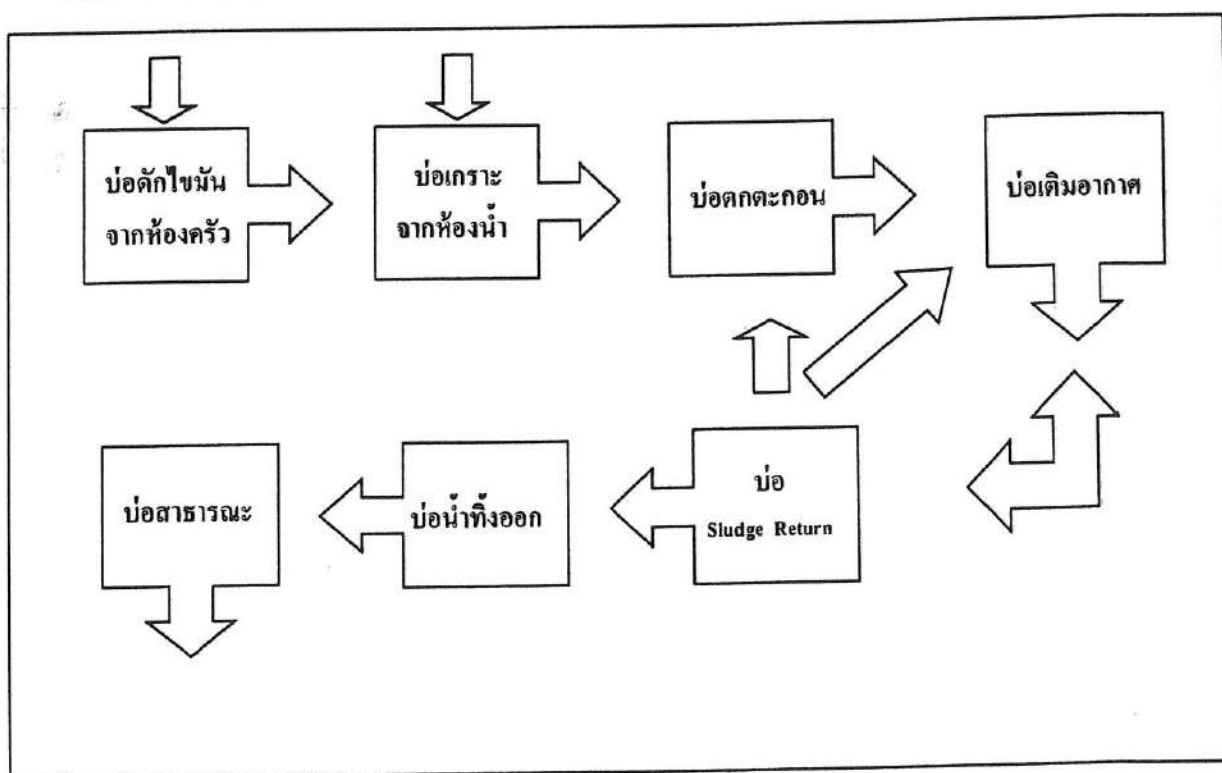 บ่อดักไขมัน
จากห้องครัว
บ่อเกราะ
จากห้องน้ำ
บ่อตกตะกอน
บ่อเติมอากาศ
บ่อสาธารณะ
บ่อน้ำทิ้งออก
บ่อ
Sludge Return